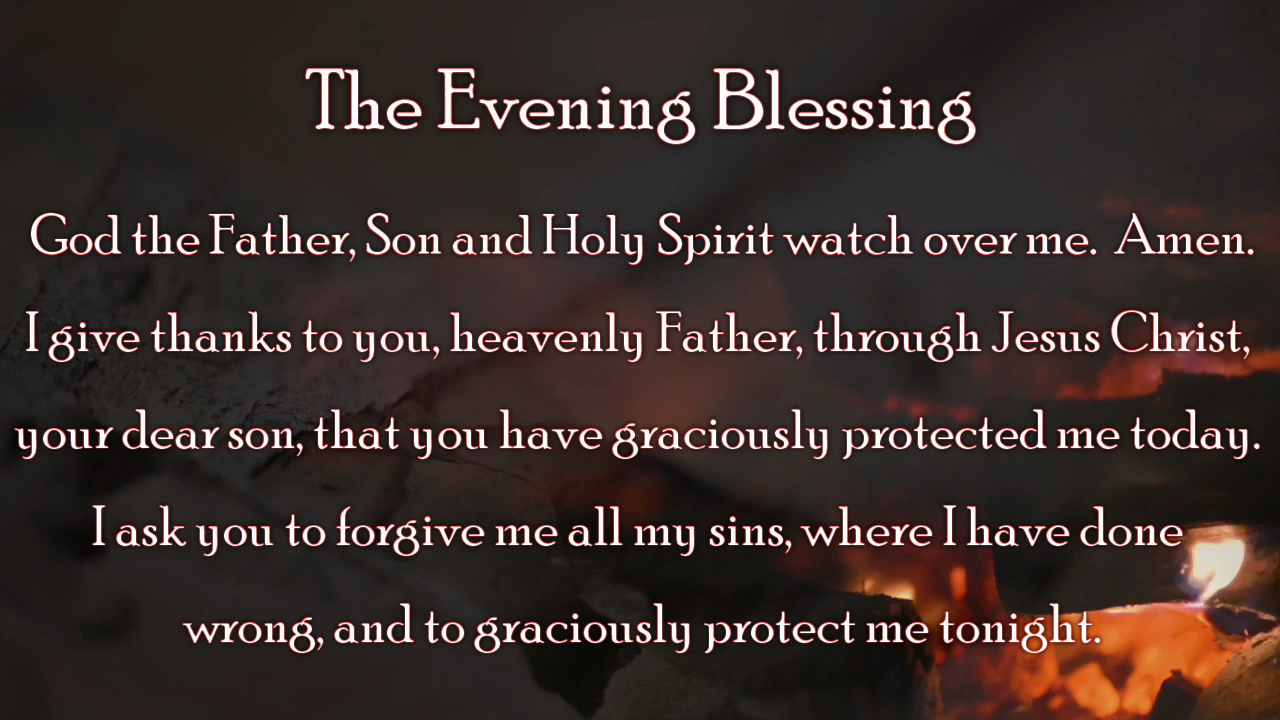 The Evening Blessing
God the Father, Son and Holy Spirit watch over me. Amen.
I give thanks to you, heavenly Father, through Jesus Christ,
your dear son, that you have graciously protected me today.
I ask you to forgive me all my sins, where I have done
wrong, and to graciously protect me tonight.